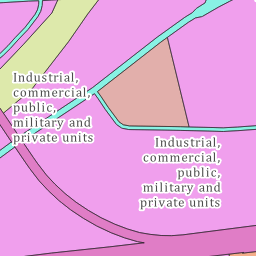 Industrial,
commercial,
public,
military and
private units
Industrial,
commercial,
public,
military and
private units